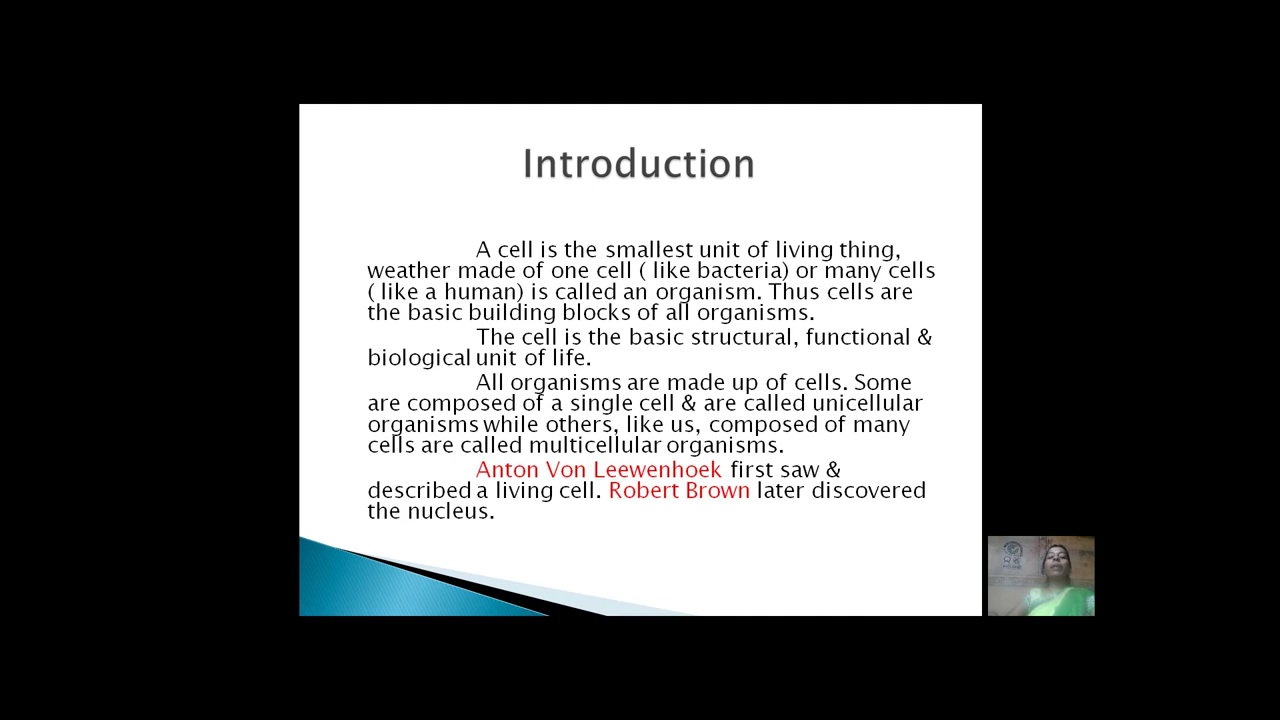 Introduction
A cell is the smallest unit of living thing,
weather made of one cell ( like bacteria) or many cells
( like a human) is called an organism. Thus cells are
the basic building blocks of all organisms.
The cell is the basic structural, functional &
biological unit of life.
All organisms are made up of cells. Some
are composed of a single cell & are called unicellular
organisms while others, like us, composed of many
cells are called multicellular organisms.
Anton Von Leewenhoek first saw &
described a living cell. Robert Brown later discovered
the nucleus.